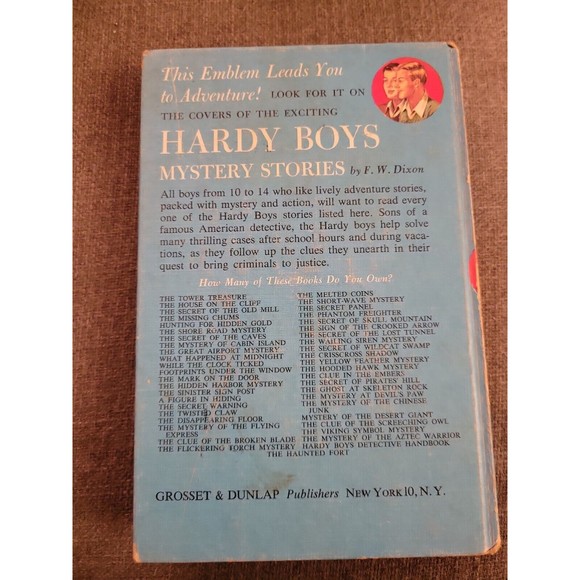 This Emblem Leads You
to Adventure! LOOK FOR IT ON
THE COVERS OF THE EXCITING
HARDY BOYS
MYSTERY STORIES by F. W. Dixon
All boys from 10 to 14 who like lively adventure stories,
packed with mystery and action, will want to read every
one of the Hardy Boys stories listed here. Sons of a
famous American detective, the Hardy boys help solve
many thrilling cases after school hours and during vaca-
tions, as they follow up the clues they unearth in their
quest to bring criminals to justice.
How Many of These Books Do You Own?
THE TOWER TREASURE
THE HOUSE ON THE CLIFF
THE SECRET OF THE OLD MILL
THE MISSING CHUMS
HUNTING FOR HIDDEN GOLD
THE SHORE ROAD MYSTERY
THE SECRET OF THE CAVES
THE MYSTERY OF CABIN ISLAND
THE GREAT AIRPORT MYSTERY
WHAT HAPPENED AT MIDNIGHT
WHILE THE CLOCK TICKED
FOOTPRINTS UNDER THE WINDOW
THE MARK ON THE DOOR
THE HIDDEN HARBOR MYSTERY
THE SINISTER SIGN POST
A FIGURE IN HIDING
THE SECRET WARNING
THE TWISTED CLAW
THE DISAPPEARING FLOOR
THE MYSTERY OF THE FLYING
EXPRESS
THE CLUE OF THE BROKEN BLADE
THE FLICKERING TORCH MYSTERY
THE MELTED COINS
THE SHORT-WAVE MYSTERY
THE SECRET PANEL
THE PHANTOM FREIGHTER
THE SECRET OF SKULL MOUNTAIN
THE SIGN OF THE CROOKED ARROW
THE SECRET OF THE LOST TUNNEL
THE WAILING SIREN MYSTERY
THE SECRET OF WILDCAT SWAMP
THE CRISSCROSS SHADOW
THE YELLOW FEATHER MYSTERY
THE HOODED HAWK MYSTERY
THE CLUE IN THE EMBERS
THE SECRET OF PIRATES' HILL
THE GHOST AT SKELETON ROCK
THE MYSTERY AT DEVIL'S PAW
THE MYSTERY OF THE CHINESE
JUNK
MYSTERY OF THE DESERT GIANT
THE CLUE OF THE SCREECHING OWL
THE VIKING SYMBOL MYSTERY
THE MYSTERY OF THE AZTEC WARRIOR
HARDY BOYS DETECTIVE HANDBOOK
THE HAUNTED FORT
GROSSET & DUNLAP Publishers NEW YORK 10, N. Y.